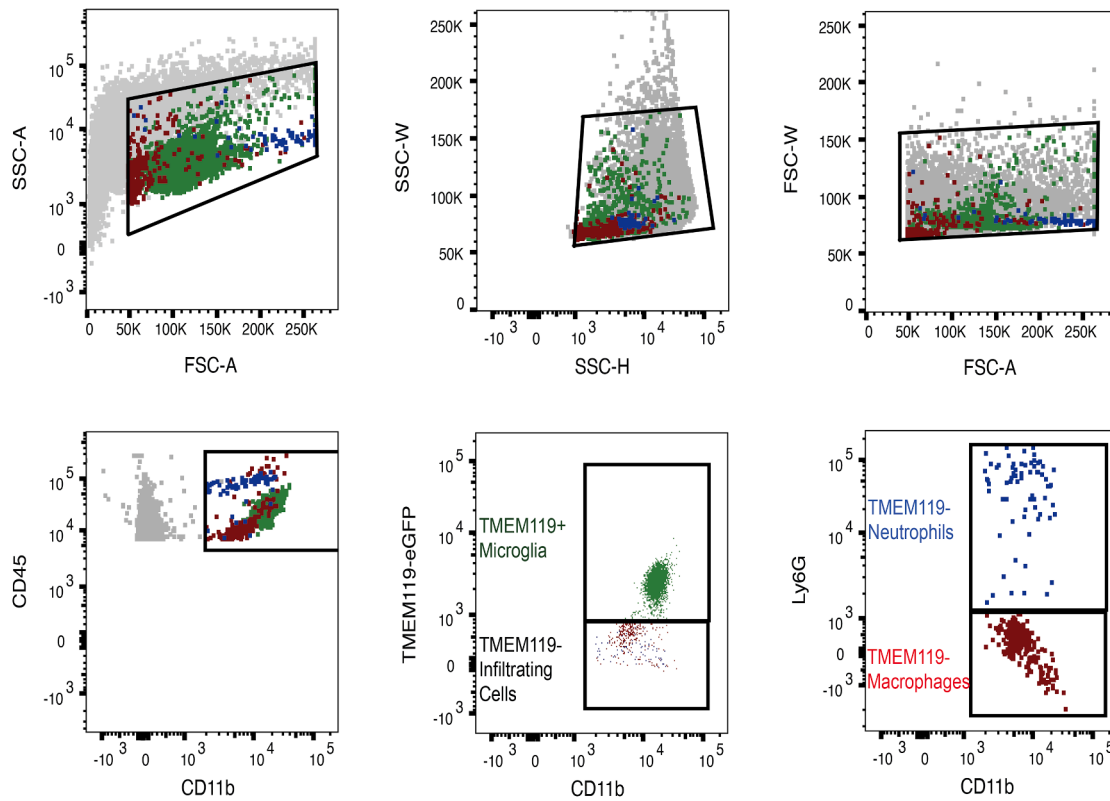 SSC-A
10 5
10 4
10 3
0
-10 3
0 50K 100K 150K 200K 250K
FSC-A
SSC-W
250K
200K
150K
100K
50K
0
-10 3 0 10 3 10 4 10 5
SSC-H
FSC-W
250K
200K
150K
100K
50K
0
0 50K 100K 150K 200K 250K
FSC-A
CD45
10 5
10 4
10 3
0
-10 3
-10 3 0 10 3 10 4 10 5
CD11b
TMEM119-eGFP
10 5
10 4
10 3
0
-10 3
TMEM119+
Microglia
TMEM119-
Infiltrating
Cells
-10 3 0 10 3 10 4 10 5
CD11b
Ly6G
10 5
10 4
10 3
0
-10 3
TMEM119-
Neutrophils
TMEM119-
Macrophages
-10 3 0 10 3 10 4 10 5
CD11b